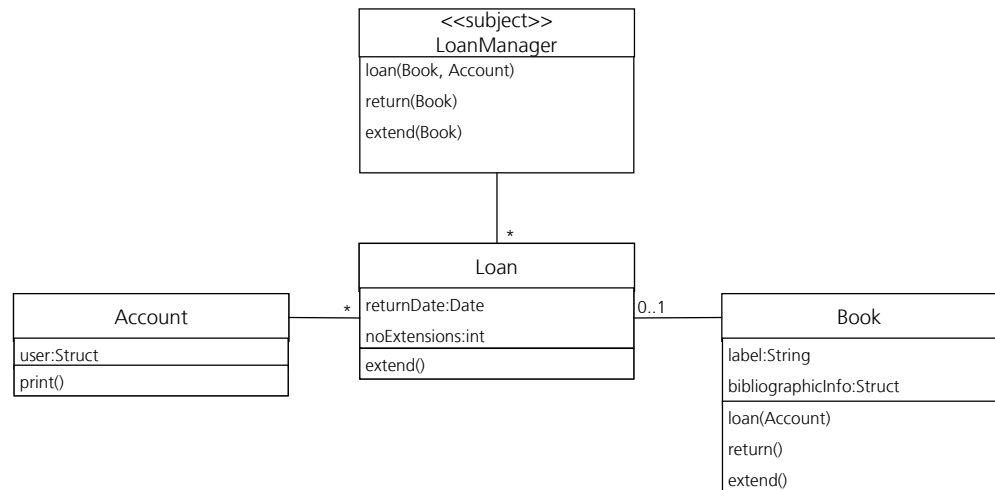 <<subject>>
LoanManager
loan(Book, Account)
return(Book)
extend(Book)
*
Loan
returnDate:Date
noExtensions:int
extend()
*
0..1
Account
user:Struct
print()
Book
label:String
bibliographicInfo:Struct
loan(Account)
return()
extend()